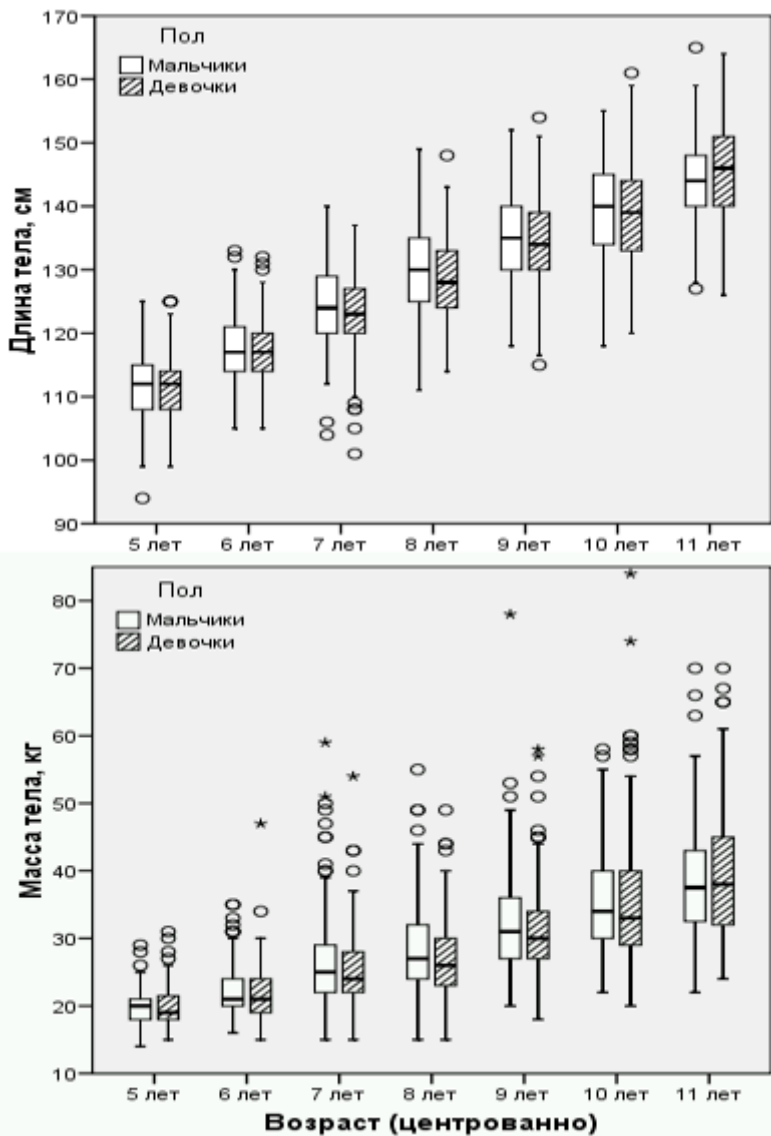 Пол
Мальчики
Девочки
Длина тела, см
170
160
150
140
130
120
110
100
90
5 лет 6 лет 7 лет 8 лет 9 лет 10 лет 11 лет
Пол
Мальчики
Девочки
Масса тела, кг
80
70
60
50
40
30
20
10
5 лет 6 лет 7 лет 8 лет 9 лет 10 лет 11 лет
Возраст (центрованно)